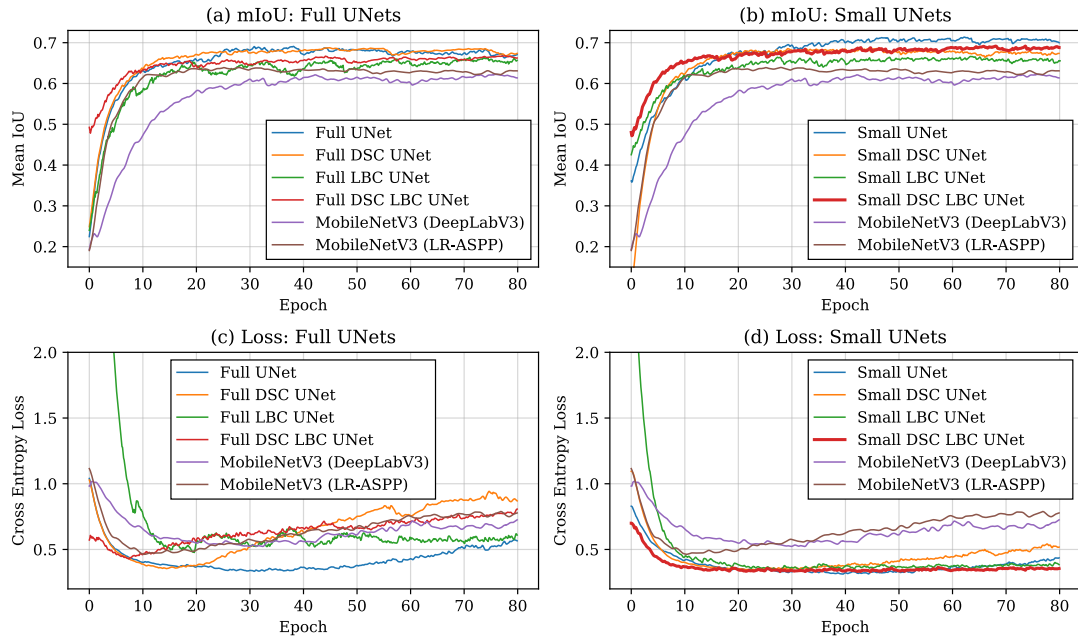 (a) mIoU: Full UNets
Mean IoU
0.7
0.6
0.5
0.4
0.3
0.2
Full UNet
Full DSC UNet
Full LBC UNet
Full DSC LBC UNet
MobileNetV3 (DeepLabV3)
MobileNetV3 (LR-ASPP)
0 10 20 30 40 50 60 70 80
Epoch
(b) mIoU: Small UNets
Mean IoU
0.7
0.6
0.5
0.4
0.3
0.2
Small UNet
Small DSC UNet
Small LBC UNet
Small DSC LBC UNet
MobileNetV3 (DeepLabV3)
MobileNetV3 (LR-ASPP)
0 10 20 30 40 50 60 70 80
Epoch
(c) Loss: Full UNets
Cross Entropy Loss
2.0
1.5
1.0
0.5
Full UNet
Full DSC UNet
Full LBC UNet
Full DSC LBC UNet
MobileNetV3 (DeepLabV3)
MobileNetV3 (LR-ASPP)
0 10 20 30 40 50 60 70 80
Epoch
(d) Loss: Small UNets
Cross Entropy Loss
2.0
1.5
1.0
0.5
Small UNet
Small DSC UNet
Small LBC UNet
Small DSC LBC UNet
MobileNetV3 (DeepLabV3)
MobileNetV3 (LR-ASPP)
0 10 20 30 40 50 60 70 80
Epoch